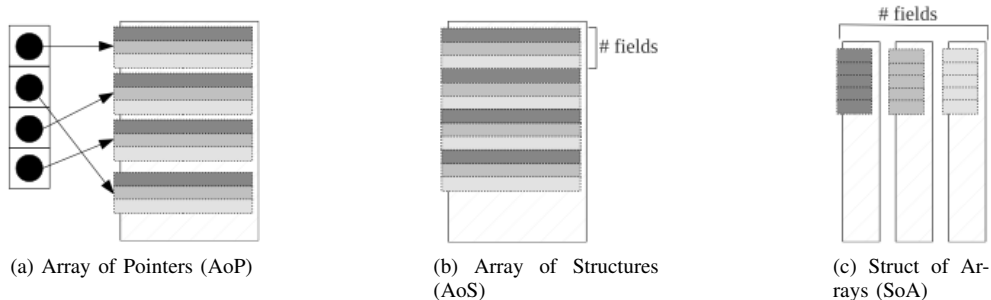 # fields
# fields
(a) Array of Pointers (AoP)
(b) Array of Structures
(AoS)
(c) Struct of Ar-
rays (SoA)